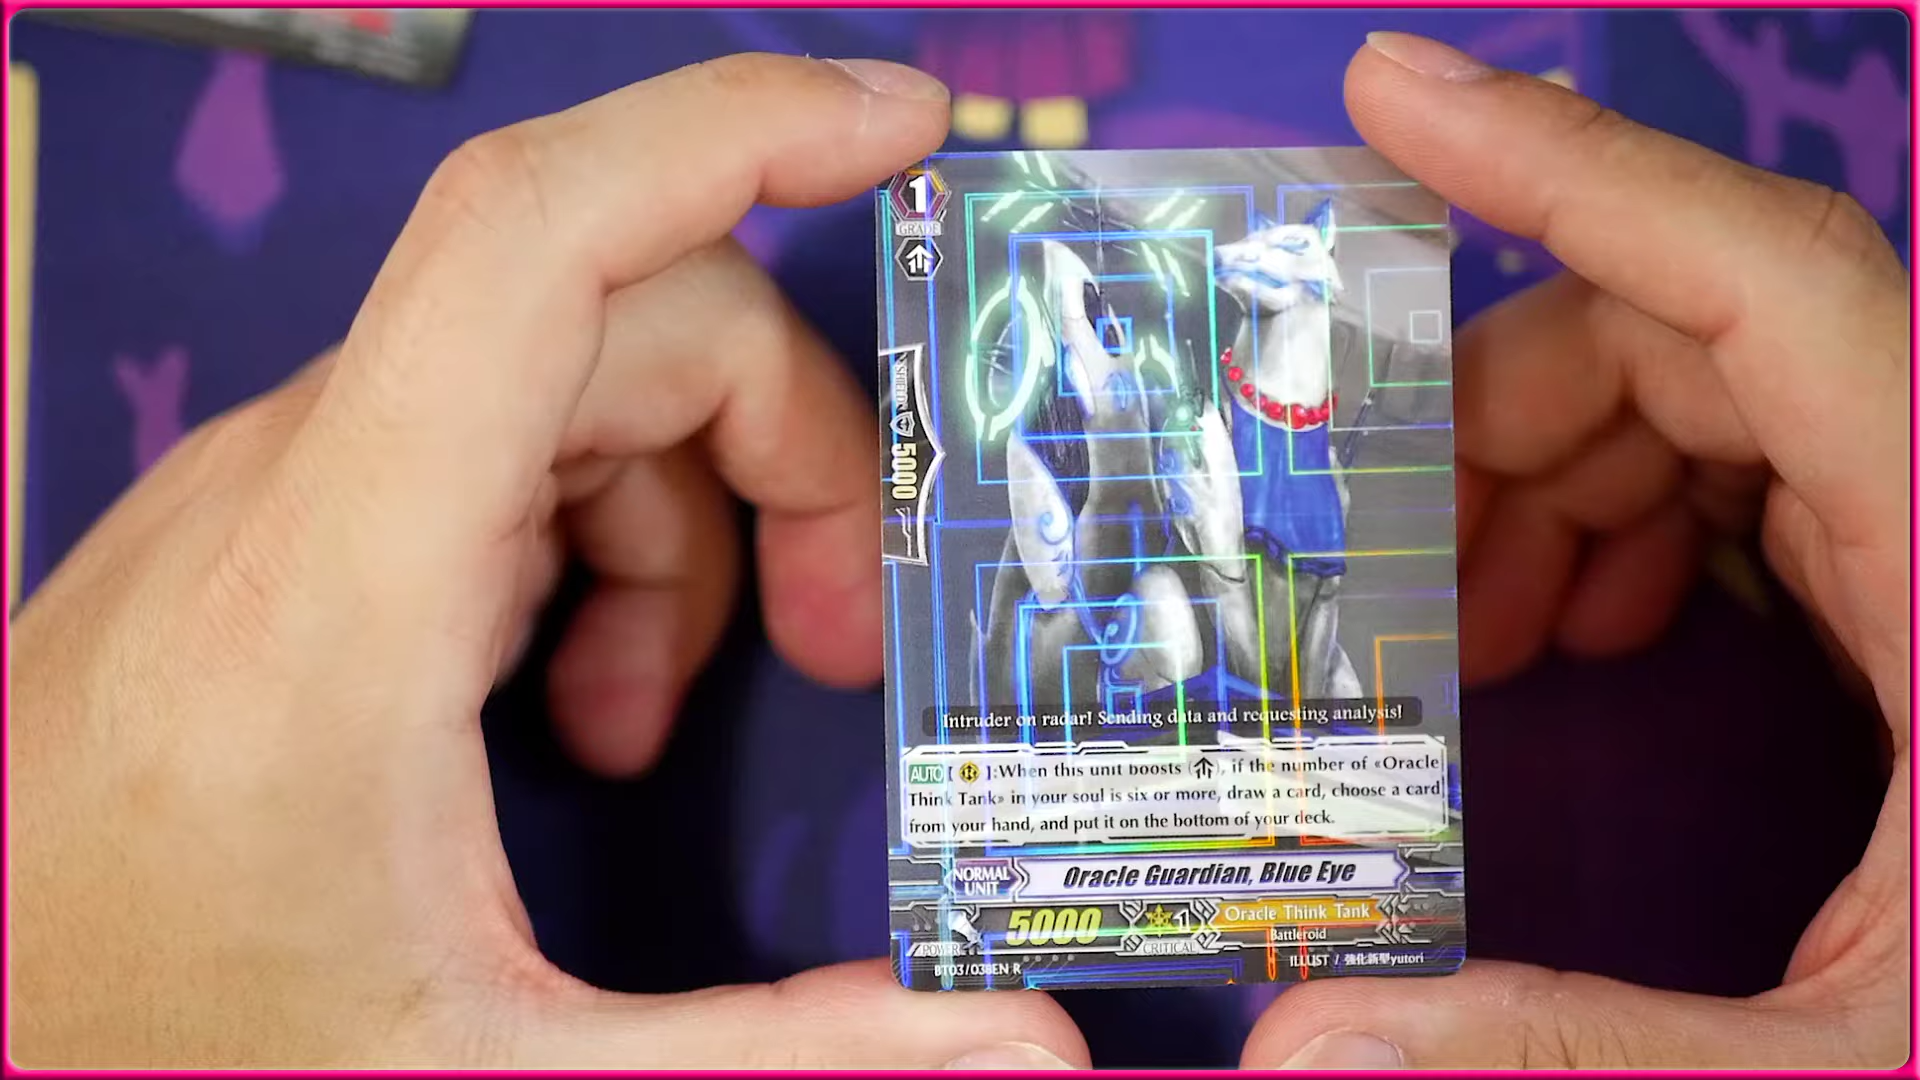 1
GRADE
SHIELD
5000
Intruder on radar! Sending data and requesting analysis!
AUTO [ R ]:When this unit boosts ( ), if the number of «Oracle
Think Tank» in your soul is six or more, draw a card, choose a card
from your hand, and put it on the bottom of your deck.
NORMAL
UNIT
Oracle Guardian, Blue Eye
POWER
5000
1
CRITICAL
Oracle Think Tank
Battleroid
BT03/038EN R
ILLUST / 強化新型yutori